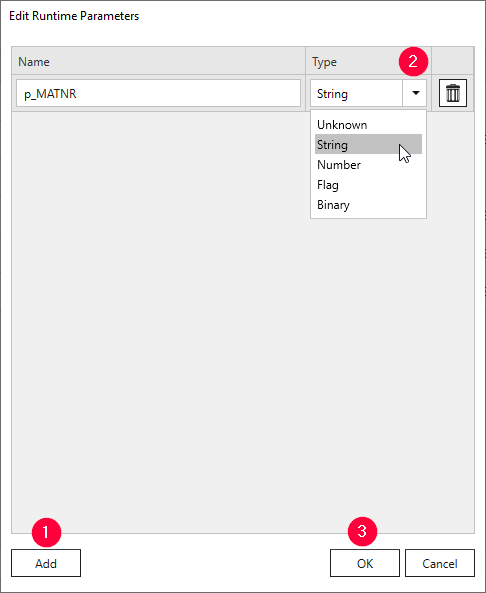 Edit Runtime Parameters
Name Type 2
p_MATNR String
Unknown
String
Number
Flag
Binary
1 3
Add OK Cancel